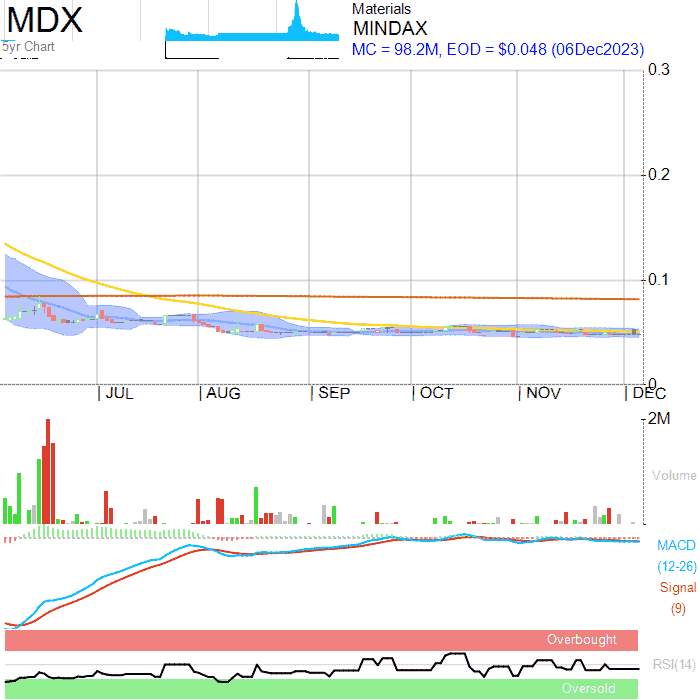 MDX
5yr Chart
Materials
MINDAX
MC = 98.2M, EOD = $0.048 (06Dec2023)
0.3
0.2
0.1
0
JUL
AUG
SEP
OCT
NOV
DEC
2M
Volume
MACD
(12-26)
Signal
(9)
Overbought
RSI(14)
Oversold